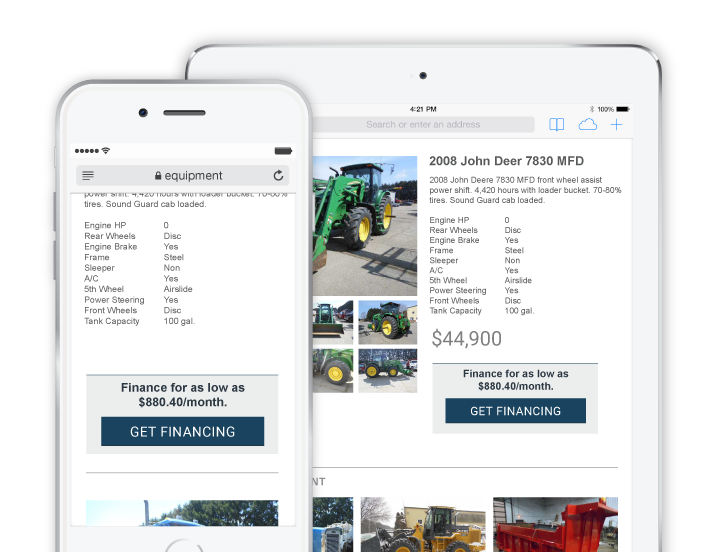 4:21 PM
100%
Search or enter an address
equipment
power shift. 4,420 hours with loader bucket. 70-80%
tires. Sound Guard cab loaded.
Engine HP 0
Rear Wheels Disc
Engine Brake Yes
Frame Steel
Sleeper Non
A/C Yes
5th Wheel Airslide
Power Steering Yes
Front Wheels Disc
Tank Capacity 100 gal.
Finance for as low as
$880.40/month.
GET FINANCING
2008 John Deer 7830 MFD
2008 John Deere 7830 MFD front wheel assist
power shift. 4,420 hours with loader bucket. 70-80%
tires. Sound Guard cab loaded.
Engine HP 0
Rear Wheels Disc
Engine Brake Yes
Frame Steel
Sleeper Non
A/C Yes
5th Wheel Airslide
Power Steering Yes
Front Wheels Disc
Tank Capacity 100 gal.
$44,900
Finance for as low as
$880.40/month.
GET FINANCING
NT